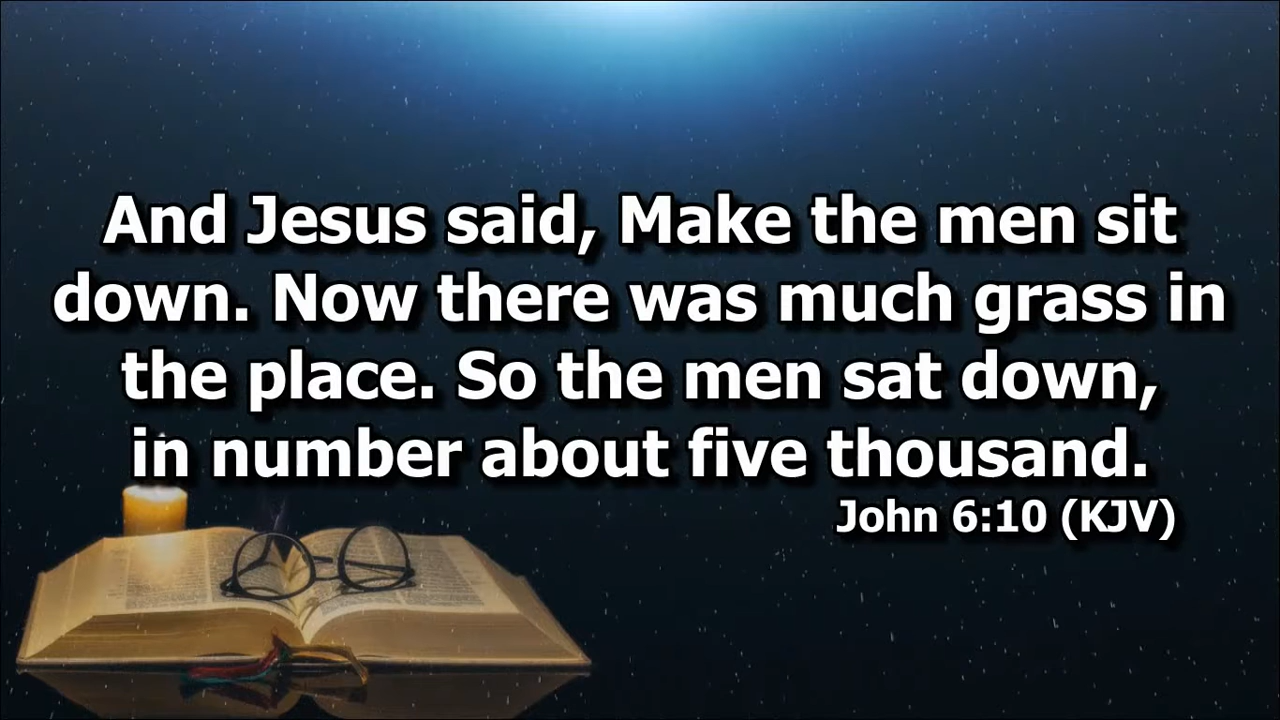 And Jesus said, Make the men sit
down. Now there was much grass in
the place. So the men sat down,
in number about five thousand.
John 6:10 (KJV)